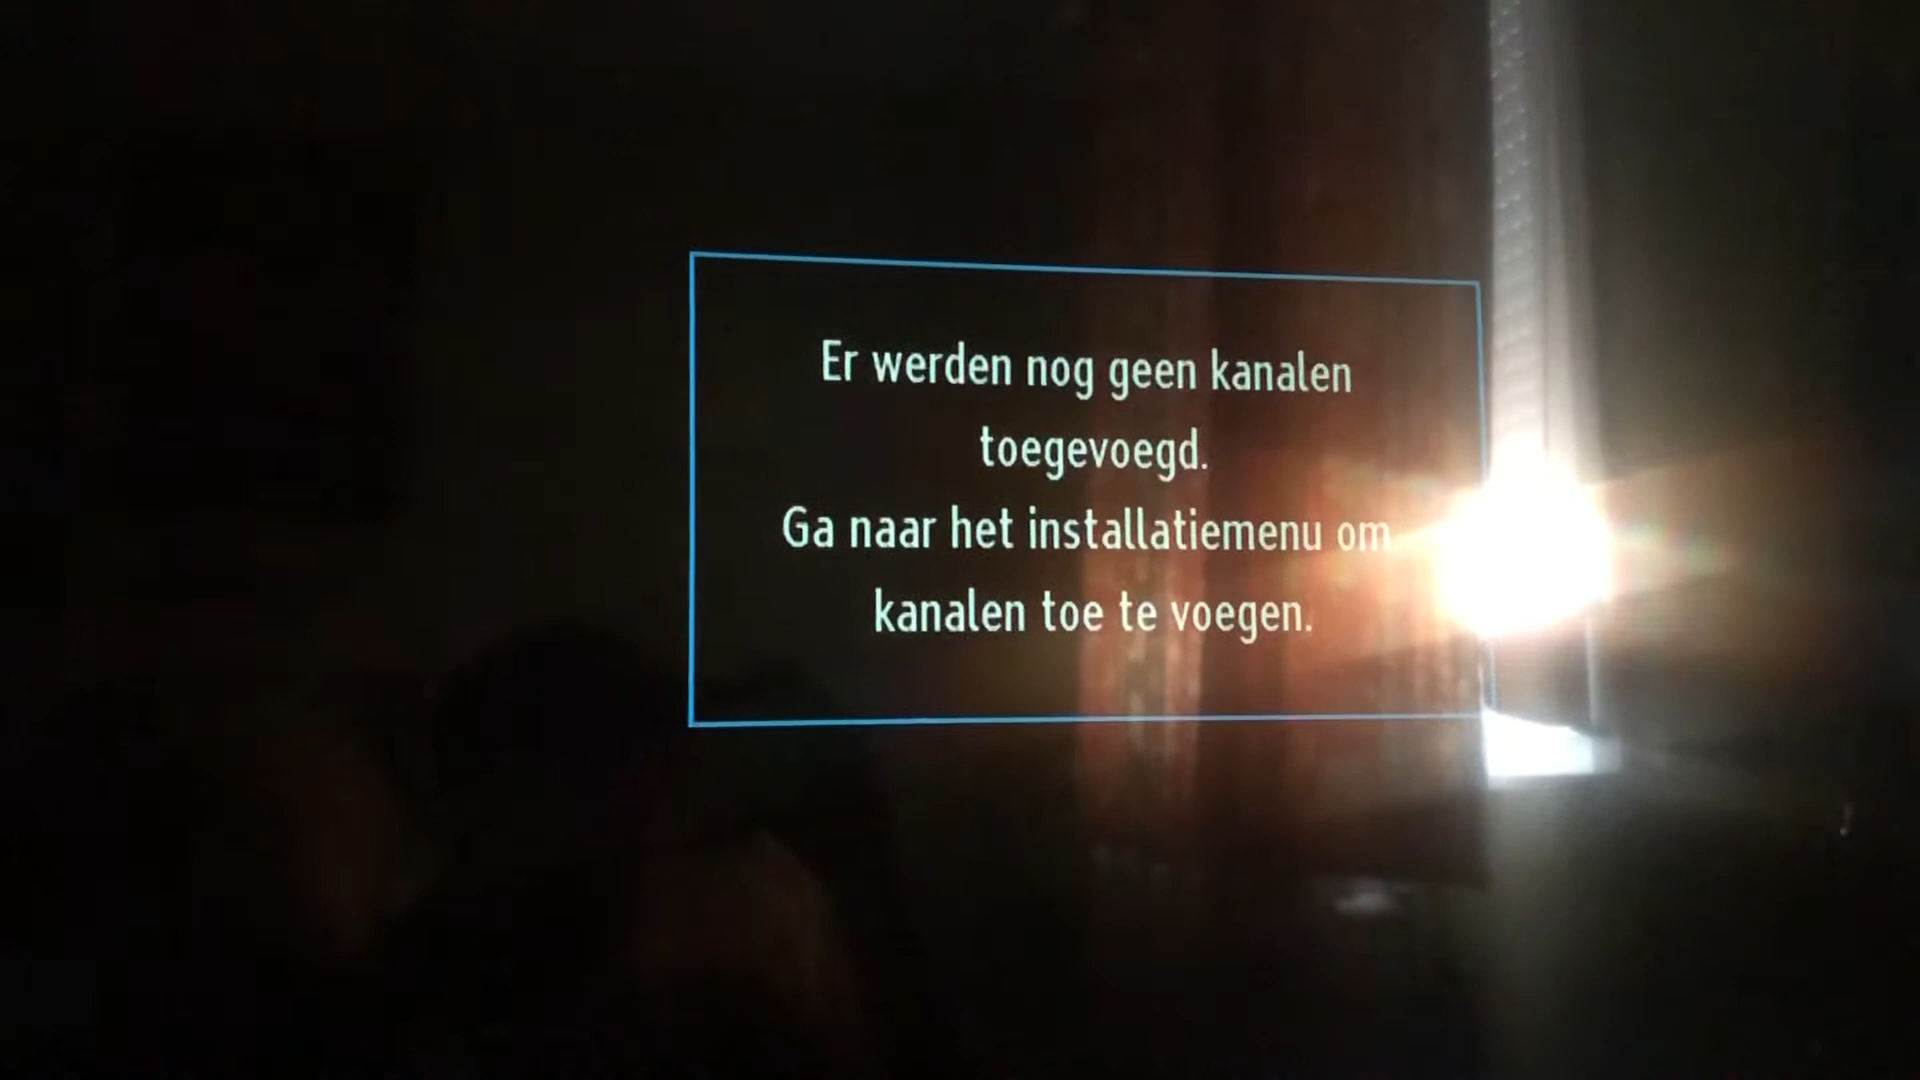 Er werden nog geen kanalen
toegevoegd.
Ga naar het installatiemenu om
kanalen toe te voegen.